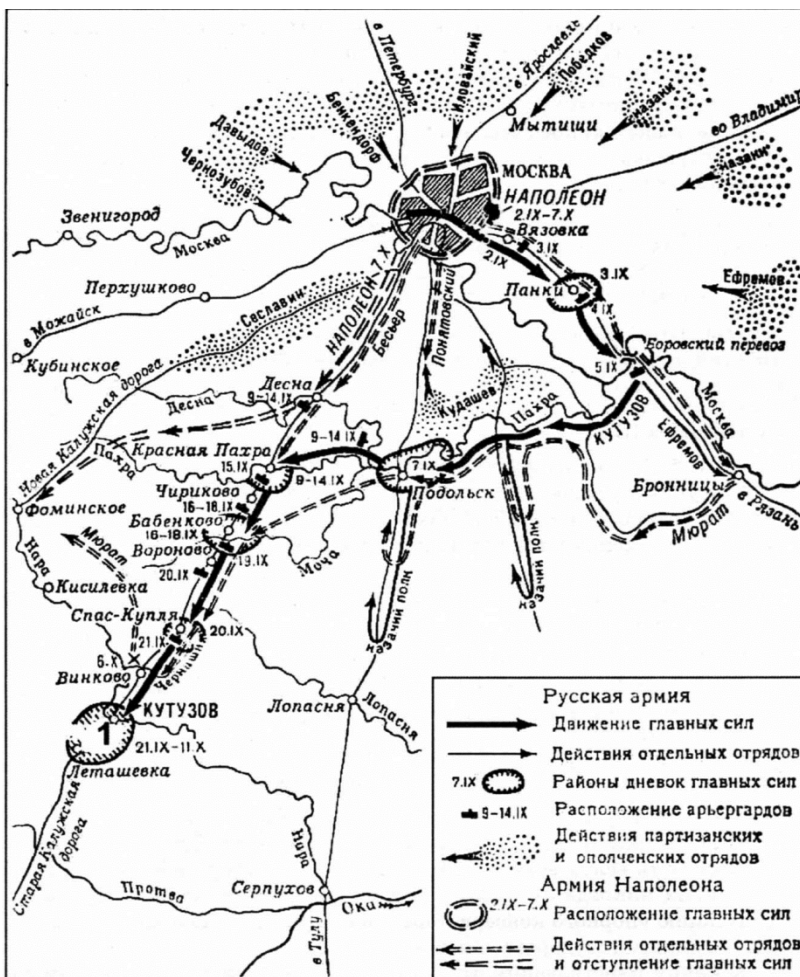 в Петербург
Иловайский
в Ярославль
Победков
казаки
Мытищи
во Владимир
Бенкендорф
Давыдов
Чернозубов
МОСКВА
НАПОЛЕОН
2.IX-7.X
казаки
Звенигород
Москва
Вязовка
3.IX
2.IX
Перхушково
Панки
3.IX
4.IX
Ефремов
в Можайск
Сеславин
НАПОЛЕОН-7.X
Бесьер
Понятовский
Кубинское
Боровский перевоз
5.IX
Десна
9-14.IX
Десна
Новая Калужская дорога
Кудашев
Пахра
КУТУЗОВ
Москва
Ефремов
Красная Пахра
9-14.IX
15.IX
9-14.IX
7.IX
Подольск
Бронницы
в Рязань
Мюрат
Пахра
Чириково
16-18.IX
Фоминское
Бабенково
16-18.IX
Вороново
19.IX
Моча
Мюрат
Нара
20.IX
Кисилевка
казачий полк
казачий полк
Спас-Купля
20.IX
21.IX
Чернишня
6.X
Винково
КУТУЗОВ
1
21.IX-11.X
Леташевка
Лопасня
Лопасня
Старая Калужская дорога
Нара
Протва
Серпухов
Ока
в Тулу
Русская армия
Движение главных сил
Действия отдельных отрядов
7.IX Районы дневок главных сил
9-14.IX Расположение арьергардов
Действия партизанских
и ополченских отрядов
Армия Наполеона
2.IX-7.X Расположение главных сил
Действия отдельных отрядов
и отступление главных сил